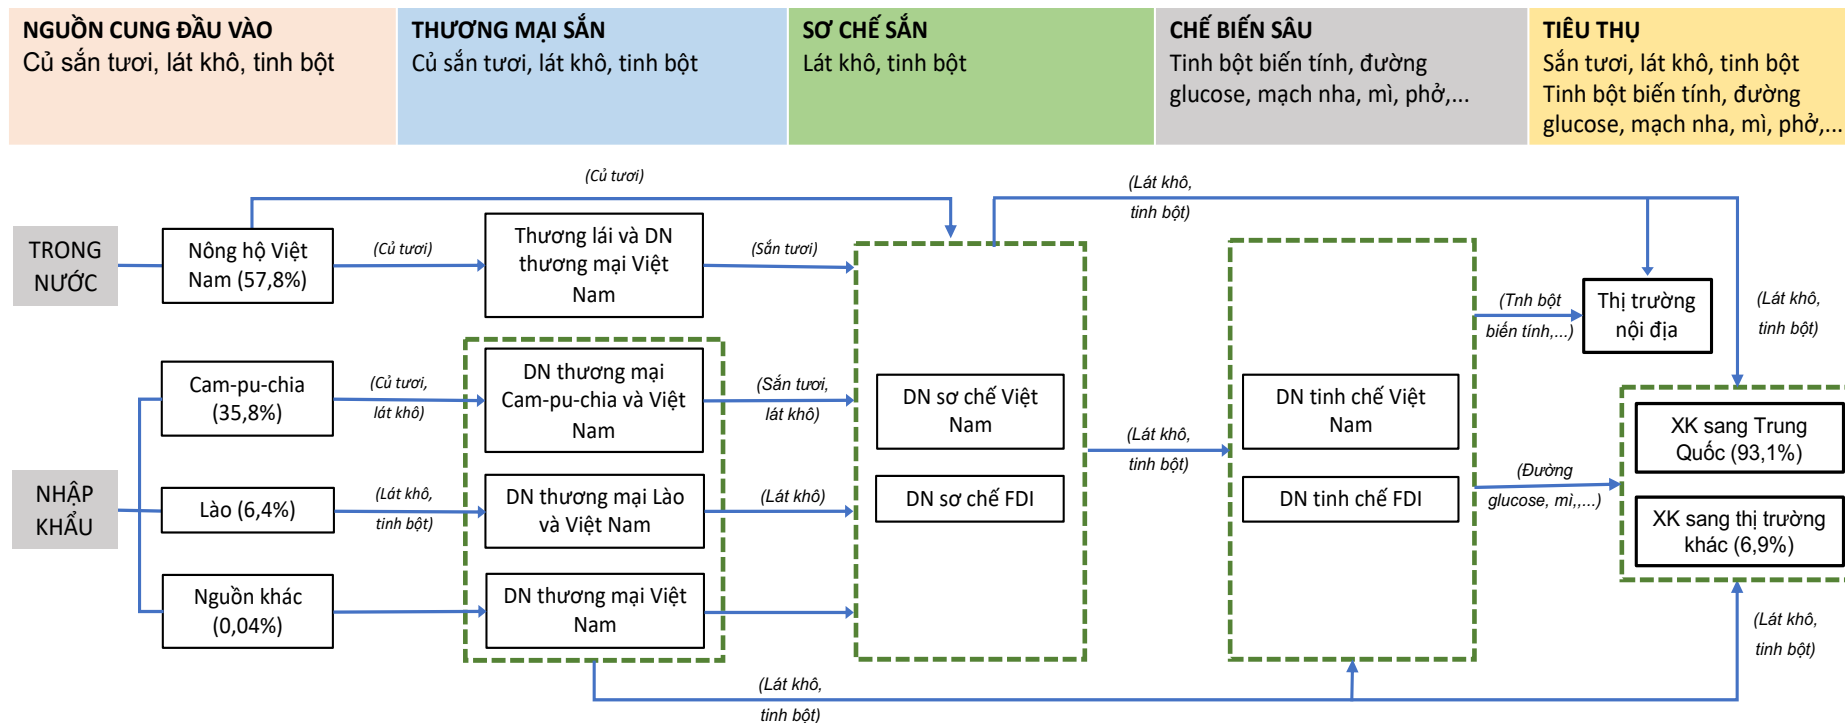 NGUỒN CUNG ĐẦU VÀO
Củ sắn tươi, lát khô, tinh bột
THƯƠNG MẠI SẮN
Củ sắn tươi, lát khô, tinh bột
SƠ CHẾ SẮN
Lát khô, tinh bột
CHẾ BIẾN SÂU
Tinh bột biến tính, đường
glucose, mạch nha, mì, phở,...
TIÊU THỤ
Sắn tươi, lát khô, tinh bột
Tinh bột biến tính, đường
glucose, mạch nha, mì, phở,...
(Củ tươi)
(Lát khô,
tinh bột)
TRONG
NƯỚC
Nông hộ Việt
Nam (57,8%)
(Củ tươi)
Thương lái và DN
thương mại Việt
Nam
(Sắn tươi)
(Tnh bột
biến tính,...)
Thị trường
nội địa
(Lát khô,
tinh bột)
NHẬP
KHẨU
Cam-pu-chia
(35,8%)
(Củ tươi,
lát khô)
DN thương mại
Cam-pu-chia và Việt
Nam
(Sắn tươi,
lát khô)
DN sơ chế Việt
Nam
DN sơ chế FDI
(Lát khô,
tinh bột)
DN tinh chế Việt
Nam
DN tinh chế FDI
(Đường
glucose, mì,,...)
XK sang Trung
Quốc (93,1%)
XK sang thị trường
khác (6,9%)
Lào (6,4%)
(Lát khô,
tinh bột)
DN thương mại Lào
và Việt Nam
(Lát khô)
Nguồn khác
(0,04%)
DN thương mại Việt
Nam
(Lát khô,
tinh bột)
(Lát khô,
tinh bột)